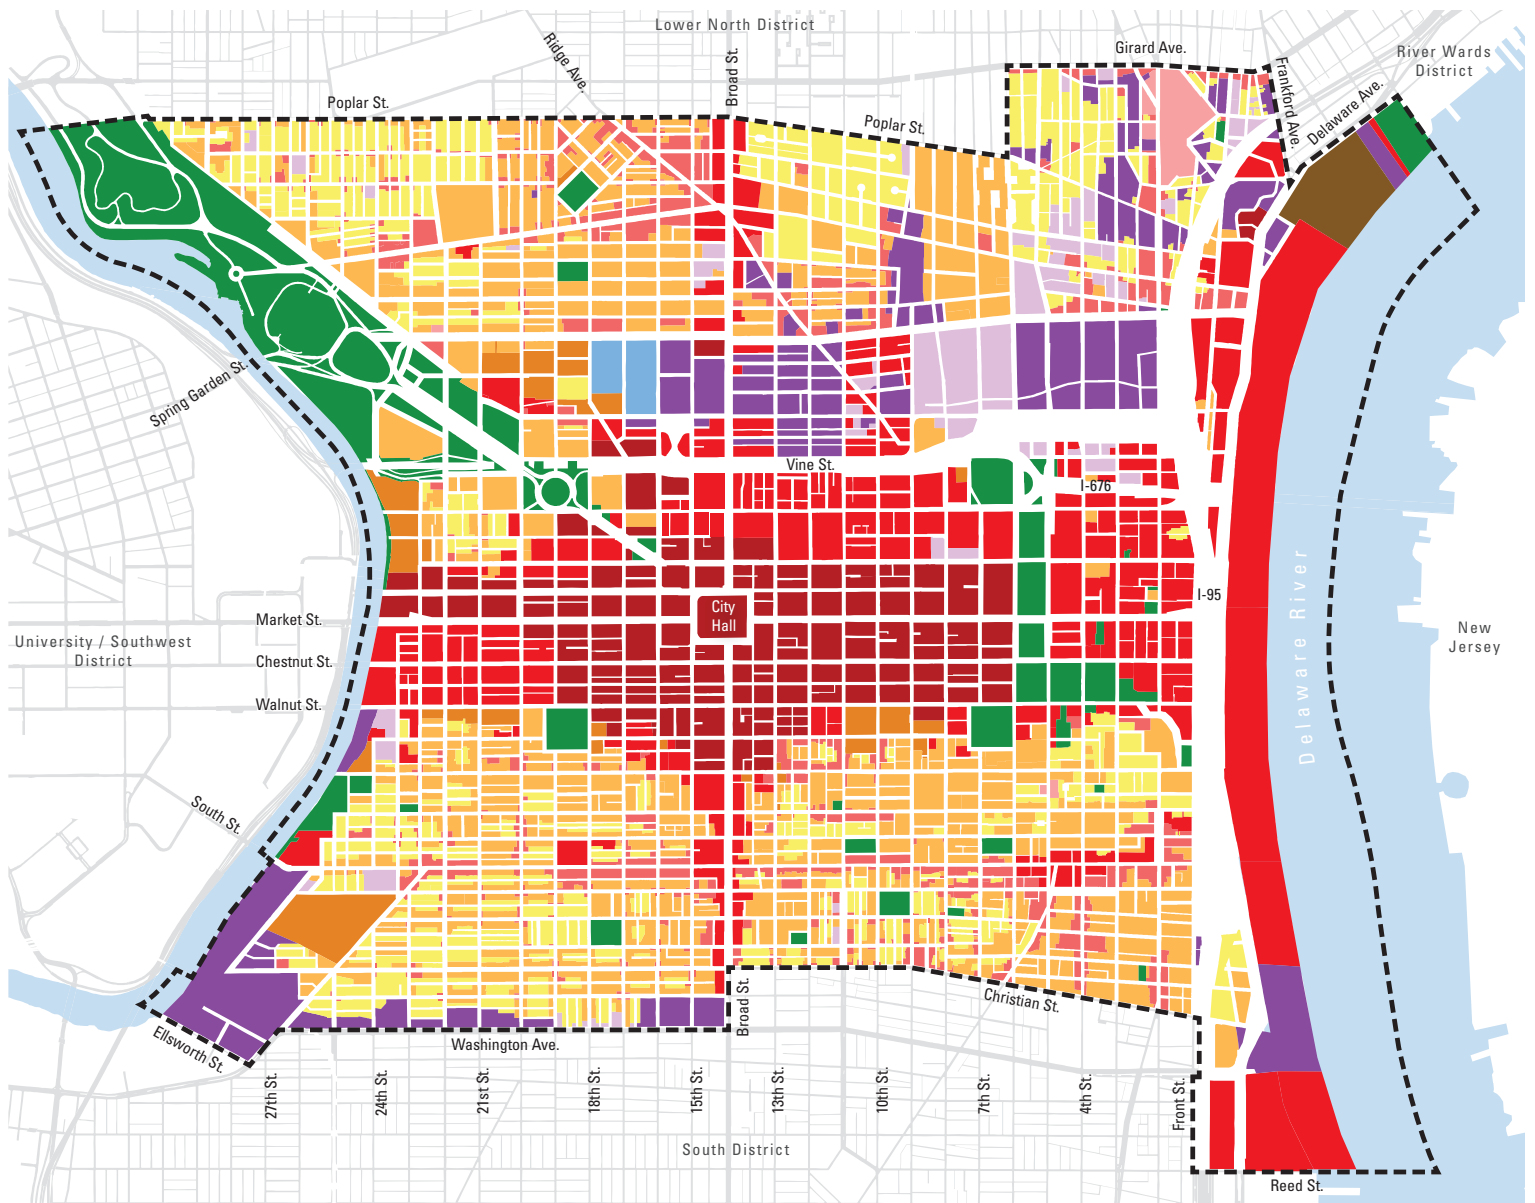 Lower North District
Girard Ave.
River Wards
District
Ridge Ave.
Broad St.
Frankford Ave.
Delaware Ave.
Poplar St.
Poplar St.
Spring Garden St.
Vine St.
I-676
I-95
City
Hall
Market St.
University / Southwest
District
Chestnut St.
Walnut St.
New
Jersey
Delaware River
South St.
Christian St.
Broad St.
Ellsworth St.
Washington Ave.
27th St.
24th St.
21st St.
18th St.
15th St.
13th St.
10th St.
7th St.
4th St.
Front St.
South District
Reed St.